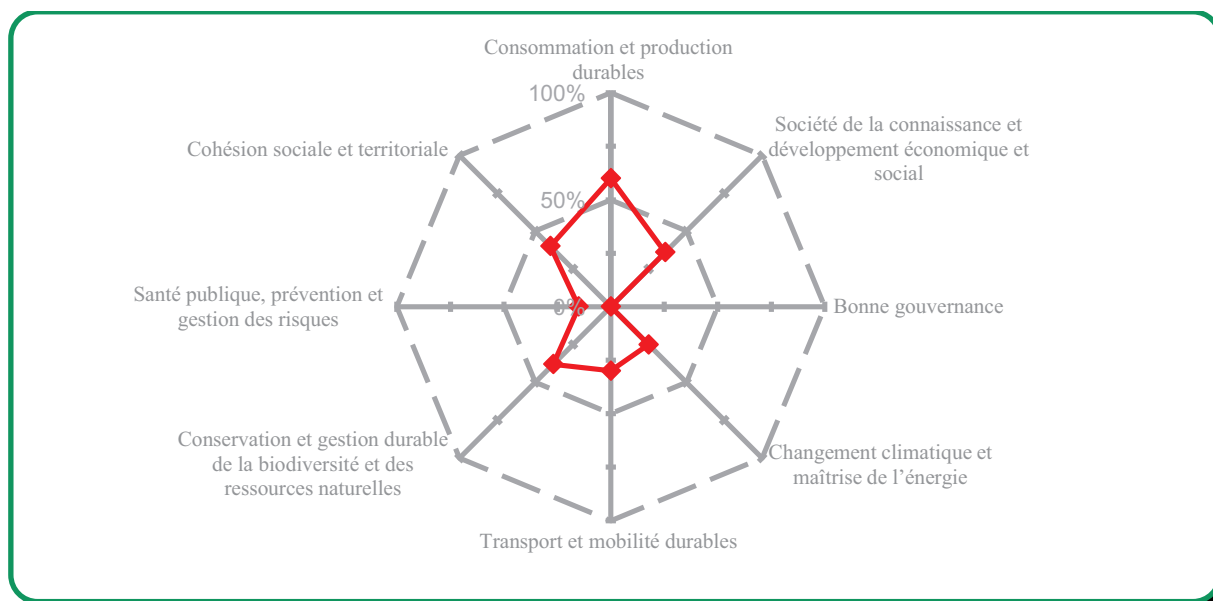 Consommation et production
durables
100%
Société de la connaissance et
développement économique et
social
Cohésion sociale et territoriale
50%
Santé publique, prévention et
gestion des risques
0%
Bonne gouvernance
Conservation et gestion durable
de la biodiversité et des
ressources naturelles
Changement climatique et
maîtrise de l’énergie
Transport et mobilité durables